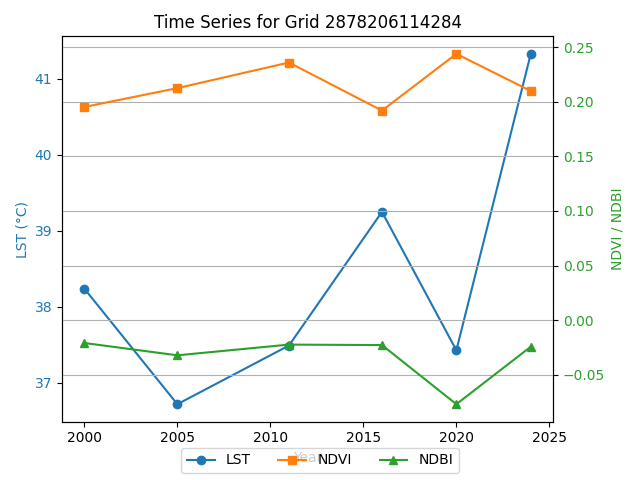 Time Series for Grid 2878206114284
41
40
39
38
37
LST (°C)
0.25
0.20
0.15
0.10
0.05
0.00
−0.05
NDVI / NDBI
2000 2005 2010 2015 2020 2025
Year
LST NDVI NDBI